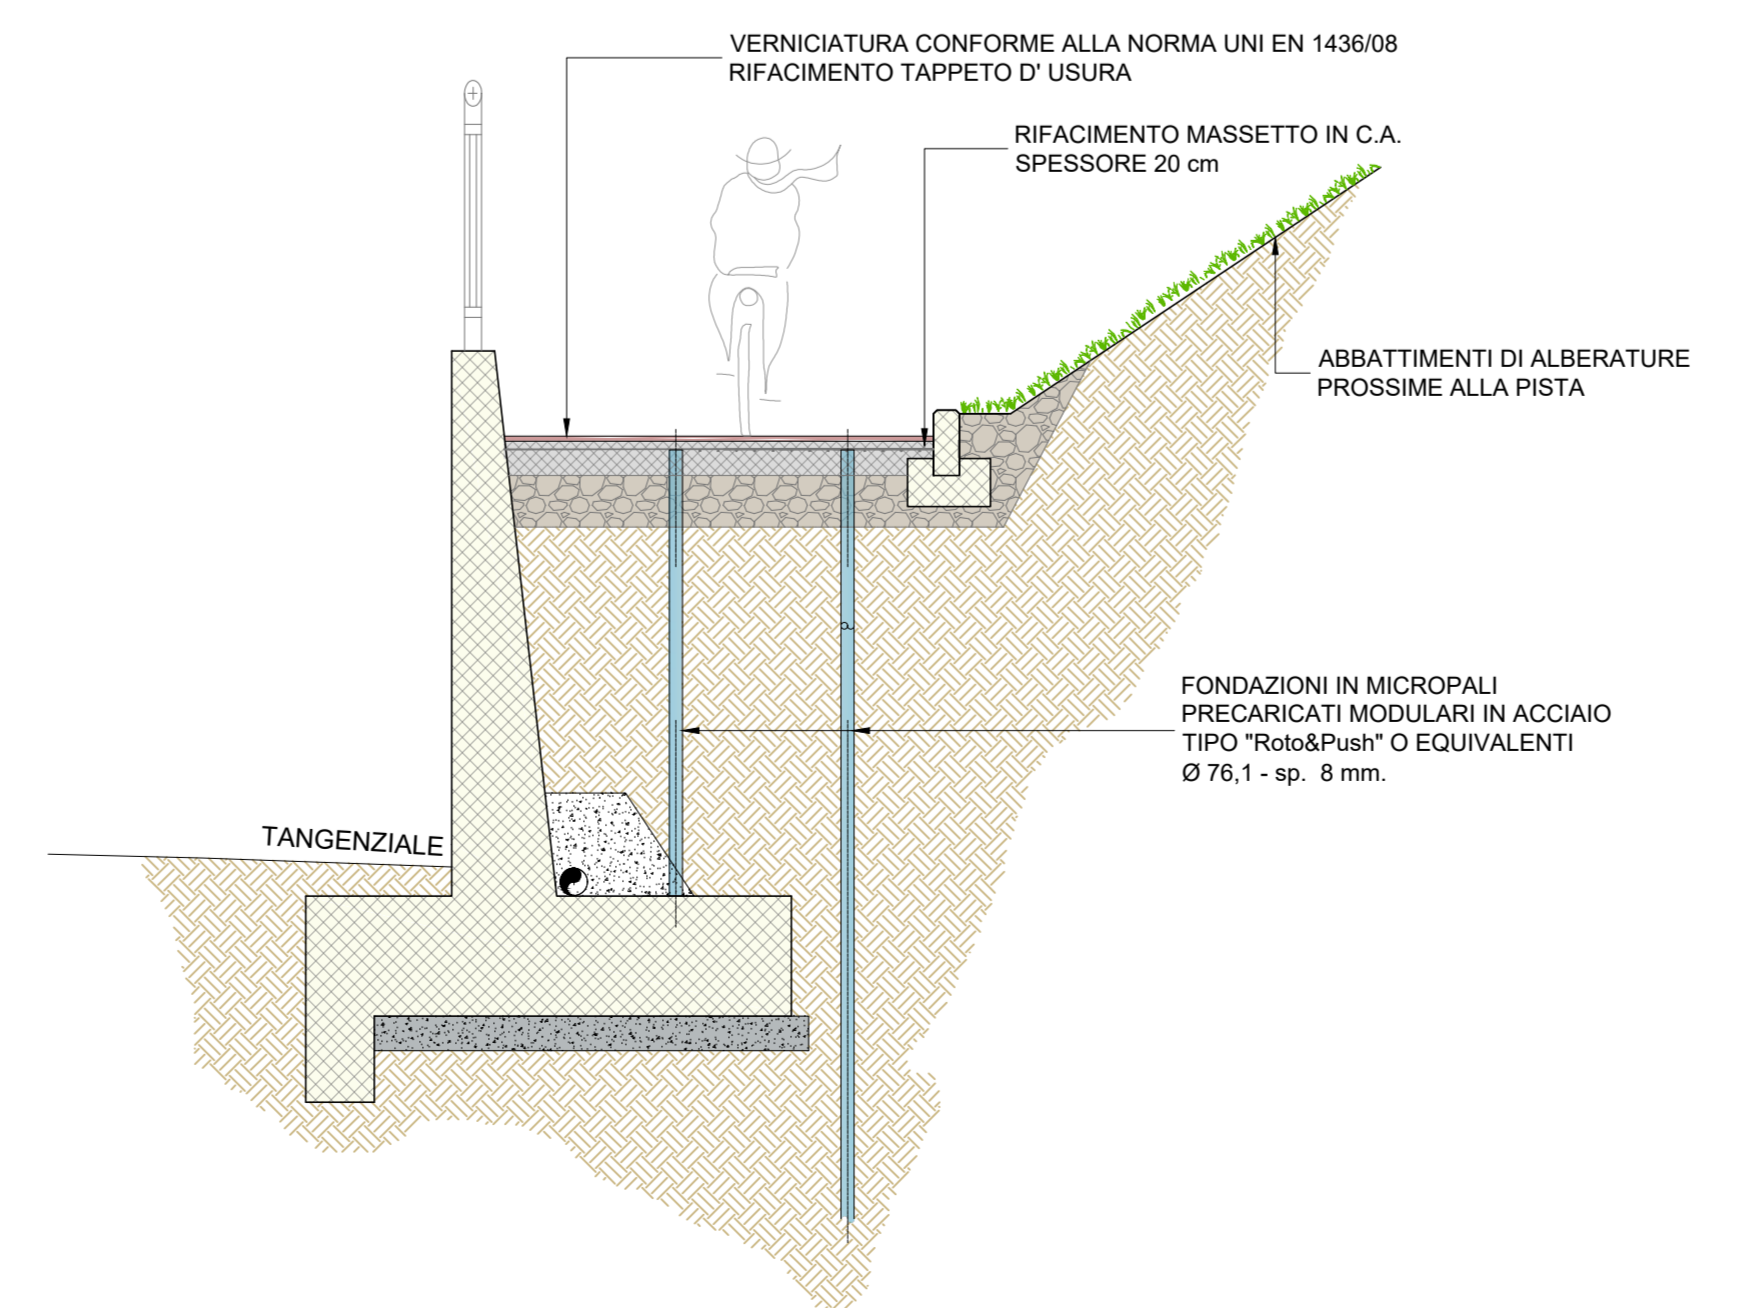 VERNICIATURA CONFORME ALLA NORMA UNI EN 1436/08
RIFACIMENTO TAPPETO D' USURA
RIFACIMENTO MASSETTO IN C.A.
SPESSORE 20 cm
ABBATTIMENTI DI ALBERATURE
PROSSIME ALLA PISTA
FONDAZIONI IN MICROPALI
PRECARICATI MODULARI IN ACCIAIO
TIPO "Roto&Push" O EQUIVALENTI
Ø 76,1 - sp. 8 mm.
TANGENZIALE